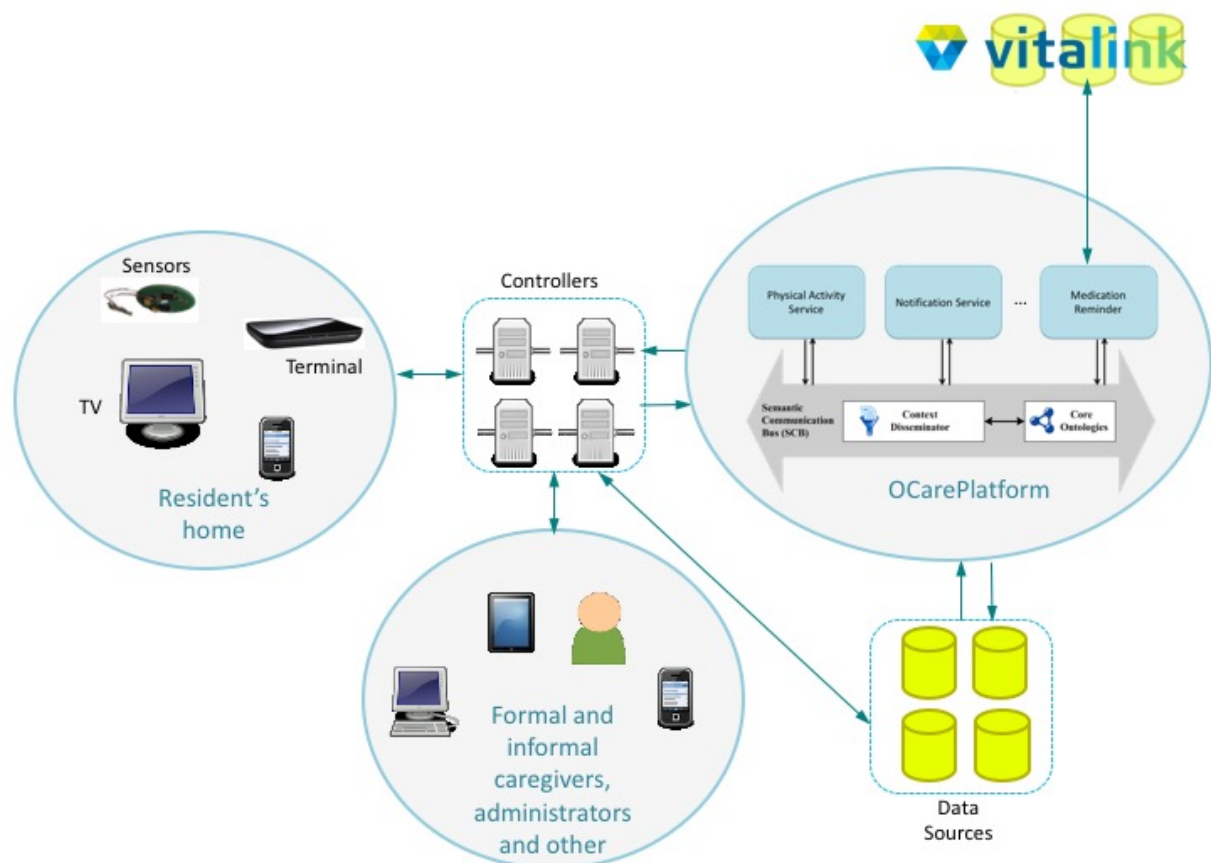 vitalink
Sensors
Terminal
TV
Resident's
home
Controllers
Physical Activity
Service
Notification Service
...
Medication
Reminder
Semantic
Communication
Bus (SCB)
Context
Disseminator
Core
Ontologies
OCarePlatform
Formal and
informal
caregivers,
administrators
and other
Data
Sources